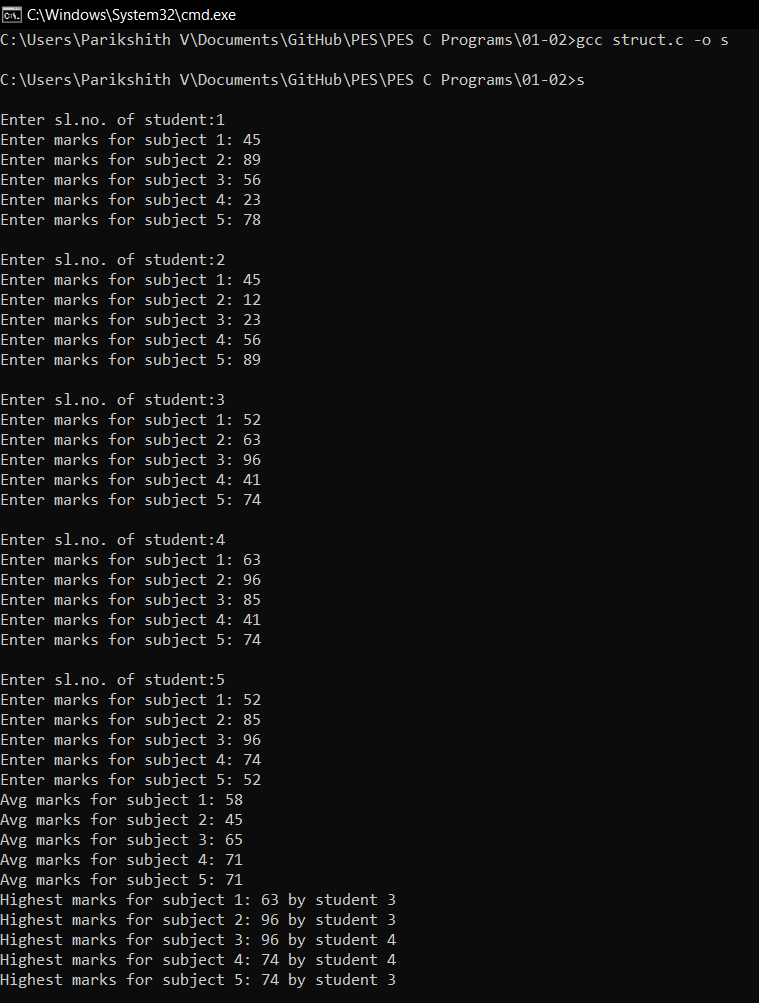 C:\Windows\System32\cmd.exe
C:\Users\Parikshith V\Documents\GitHub\PES\PES C Programs\01-02>gcc struct.c -o s
C:\Users\Parikshith V\Documents\GitHub\PES\PES C Programs\01-02>s
Enter sl.no. of student:1
Enter marks for subject 1: 45
Enter marks for subject 2: 89
Enter marks for subject 3: 56
Enter marks for subject 4: 23
Enter marks for subject 5: 78
Enter sl.no. of student:2
Enter marks for subject 1: 45
Enter marks for subject 2: 12
Enter marks for subject 3: 23
Enter marks for subject 4: 56
Enter marks for subject 5: 89
Enter sl.no. of student:3
Enter marks for subject 1: 52
Enter marks for subject 2: 63
Enter marks for subject 3: 96
Enter marks for subject 4: 41
Enter marks for subject 5: 74
Enter sl.no. of student:4
Enter marks for subject 1: 63
Enter marks for subject 2: 96
Enter marks for subject 3: 85
Enter marks for subject 4: 41
Enter marks for subject 5: 74
Enter sl.no. of student:5
Enter marks for subject 1: 52
Enter marks for subject 2: 85
Enter marks for subject 3: 96
Enter marks for subject 4: 74
Enter marks for subject 5: 52
Avg marks for subject 1: 58
Avg marks for subject 2: 45
Avg marks for subject 3: 65
Avg marks for subject 4: 71
Avg marks for subject 5: 71
Highest marks for subject 1: 63 by student 3
Highest marks for subject 2: 96 by student 3
Highest marks for subject 3: 96 by student 4
Highest marks for subject 4: 74 by student 4
Highest marks for subject 5: 74 by student 3